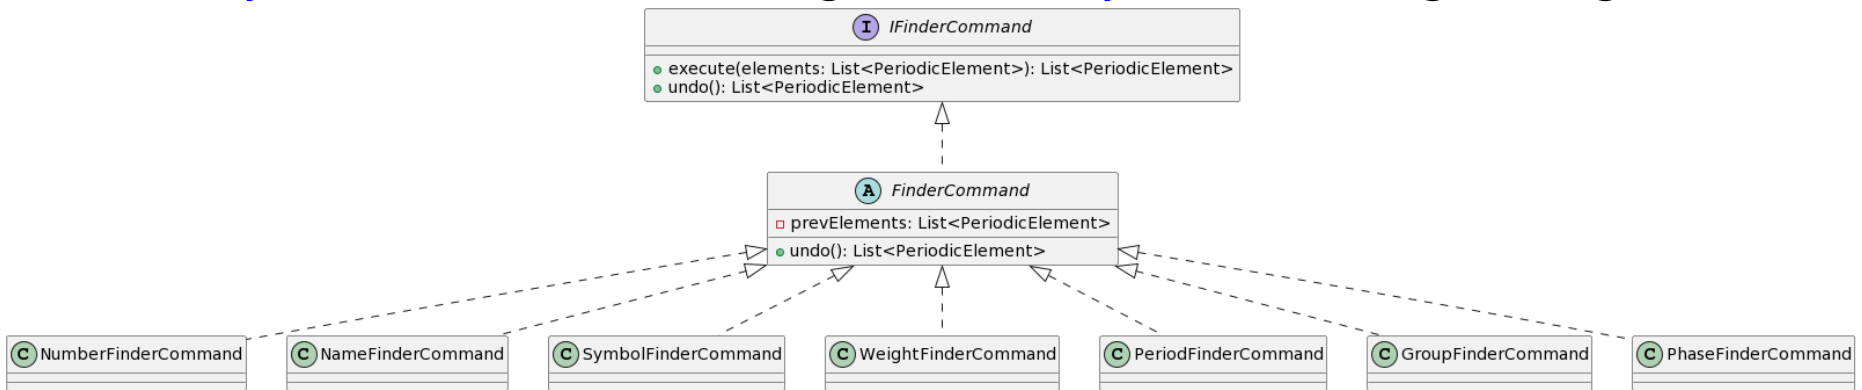 I IFinderCommand
execute(elements: List<PeriodicElement>): List<PeriodicElement>
undo(): List<PeriodicElement>
A FinderCommand
prevElements: List<PeriodicElement>
undo(): List<PeriodicElement>
C NumberFinderCommand C NameFinderCommand C SymbolFinderCommand C WeightFinderCommand C PeriodFinderCommand C GroupFinderCommand C PhaseFinderCommand